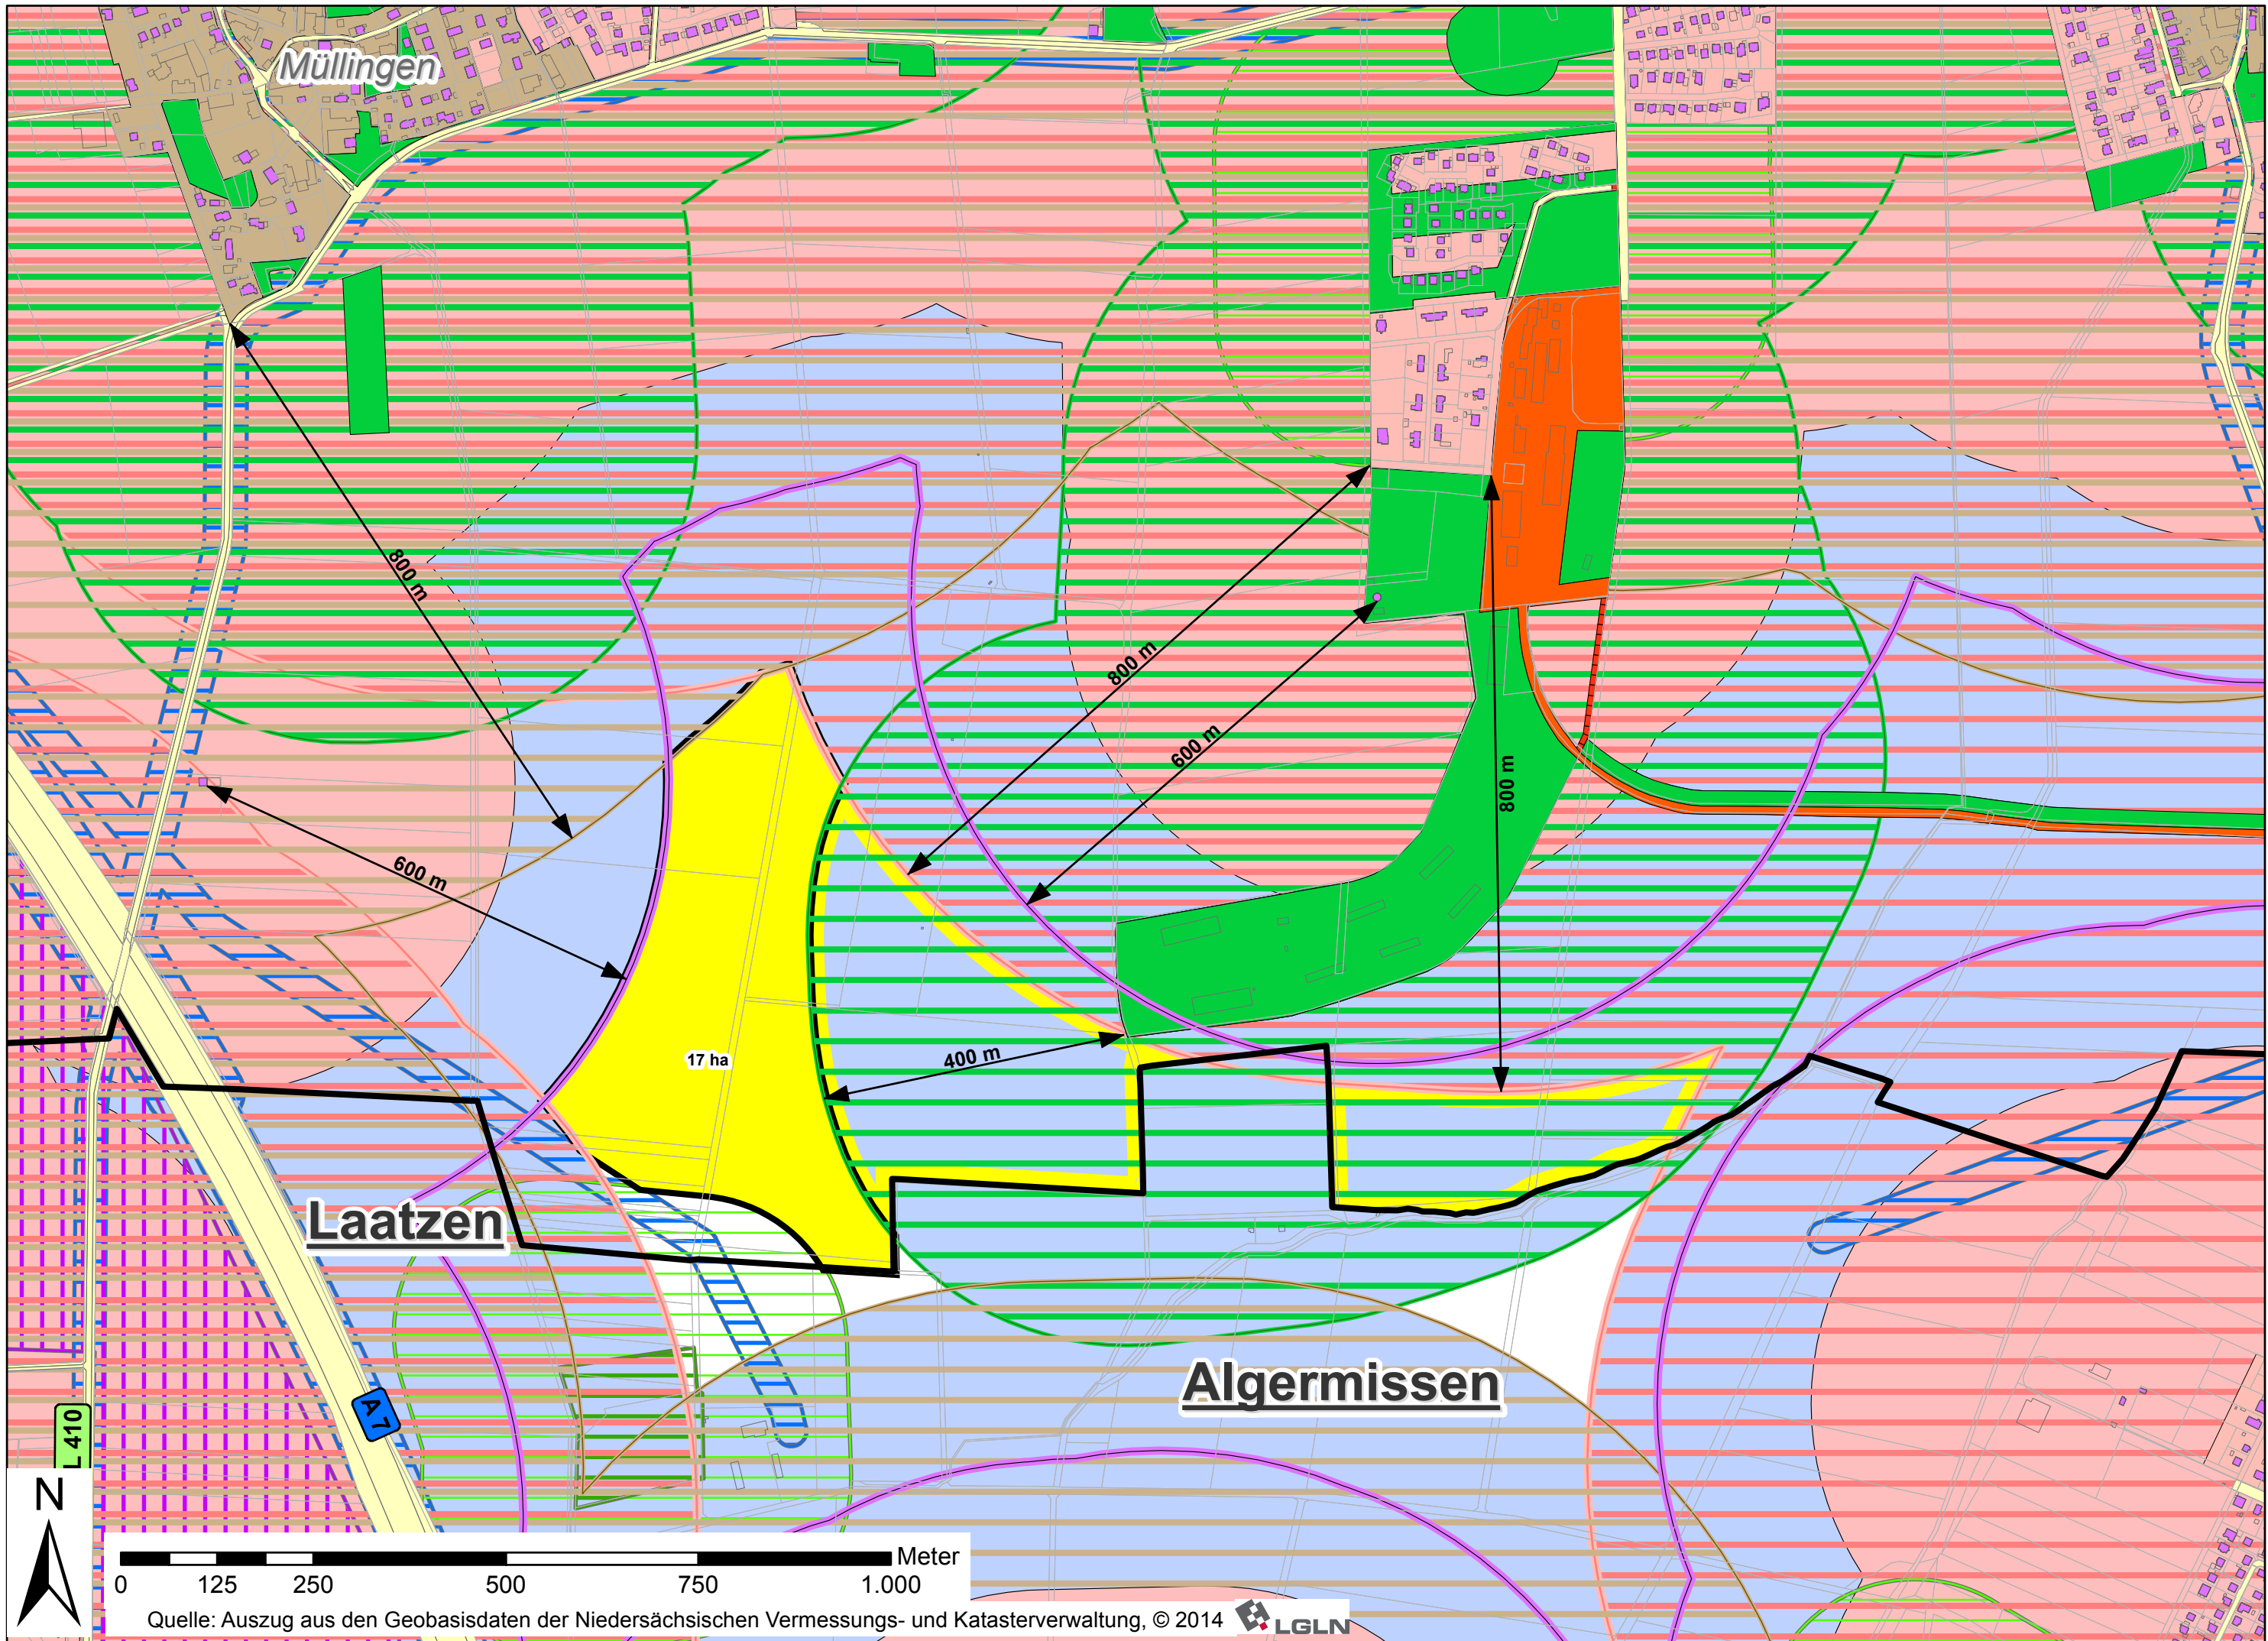 Müllingen
800 m
800 m
600 m
800 m
600 m
400 m
17 ha
Laatzen
Algermissen
A 7
L 410
N
Meter
0 125 250 500 750 1.000
Quelle: Auszug aus den Geobasisdaten der Niedersächsischen Vermessungs- und Katasterverwaltung, © 2014 LGLN